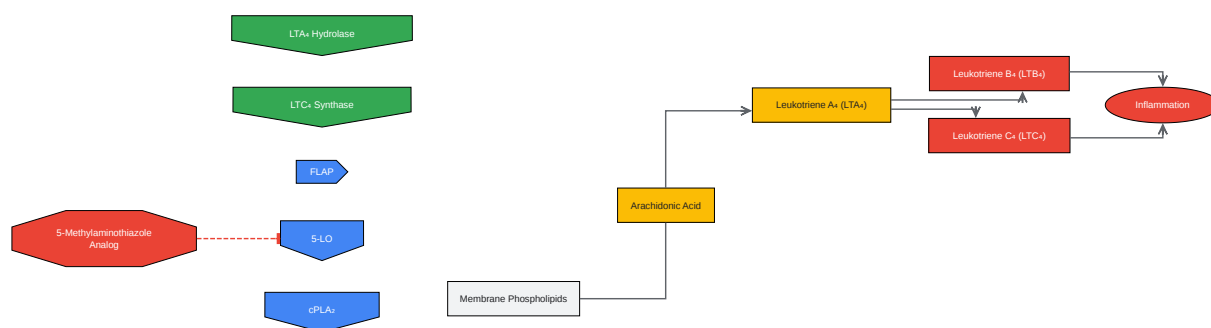 LTA₄ Hydrolase
LTC₄ Synthase
FLAP
5-Methylaminothiazole
Analog
5-LO
cPLA₂
Membrane Phospholipids
Arachidonic Acid
Leukotriene A₄ (LTA₄)
Leukotriene B₄ (LTB₄)
Leukotriene C₄ (LTC₄)
Inflammation